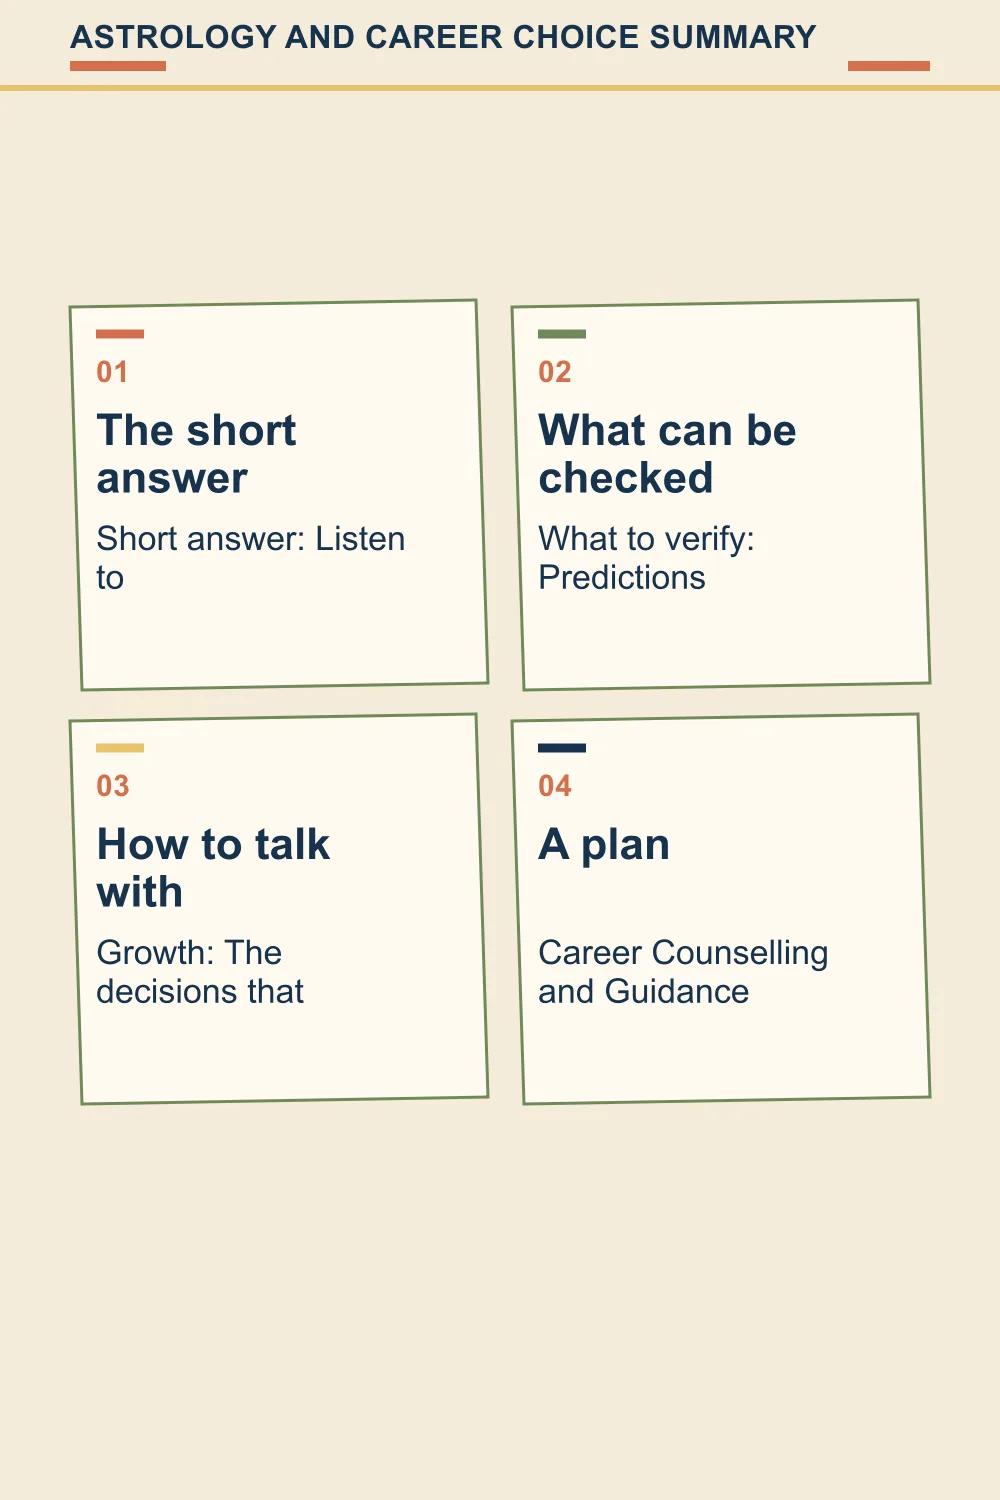 ASTROLOGY AND CAREER CHOICE SUMMARY
01
The short
answer
Short answer: Listen
to
02
What can be
checked
What to verify:
Predictions
03
How to talk
with
Growth: The
decisions that
04
A plan
Career Counselling
and Guidance